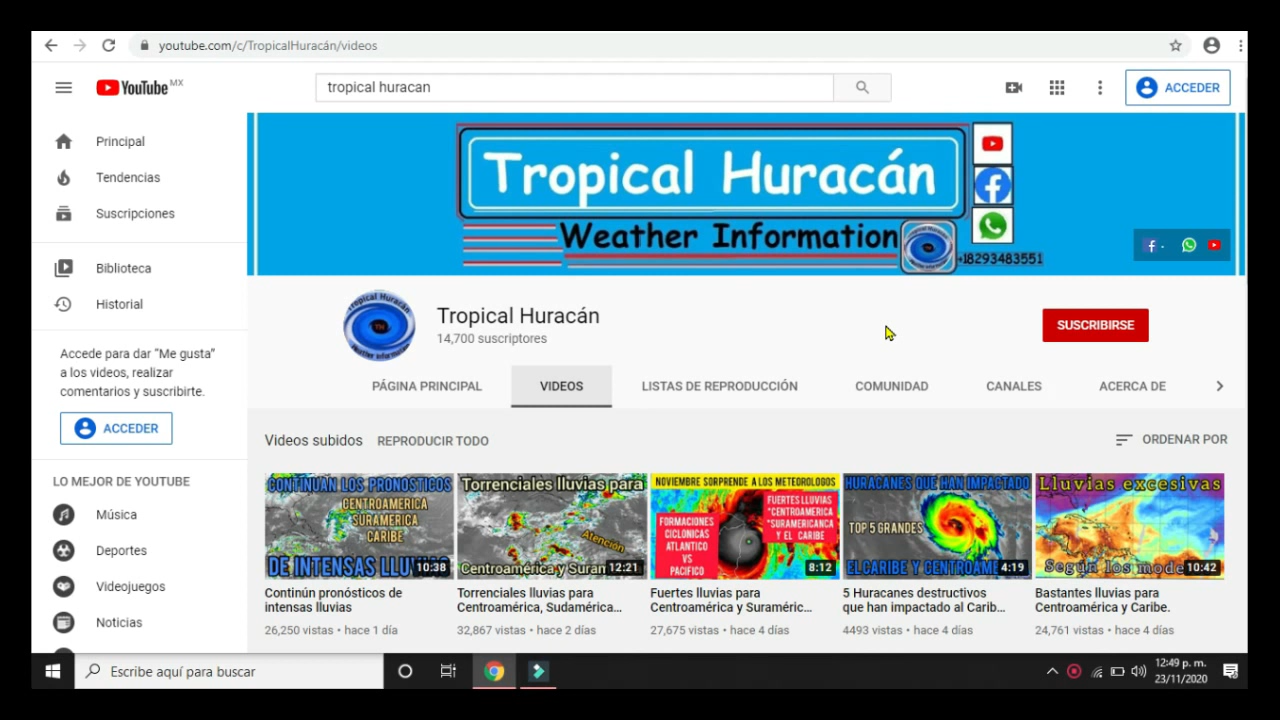 youtube.com/c/TropicalHuracán/videos
YouTube MX
tropical huracan
ACCEDER
Principal
Tendencias
Suscripciones
Biblioteca
Historial
Accede para dar "Me gusta"
a los videos, realizar
comentarios y suscribirte.
ACCEDER
LO MEJOR DE YOUTUBE
Música
Deportes
Videojuegos
Noticias
Tropical Huracán
Weather Information
+18293483551
Tropical Huracán
14,700 suscriptores
SUSCRIBIRSE
PÁGINA PRINCIPAL VIDEOS LISTAS DE REPRODUCCIÓN COMUNIDAD CANALES ACERCA DE
Videos subidos REPRODUCIR TODO
ORDENAR POR
CONTINUAN LOS PRONOSTICOS
CENTROAMERICA
SURAMERICA
CARIBE
DE INTENSAS
10:38
Continún pronósticos de
intensas lluvias
26,250 vistas • hace 1 día
Torrenciales lluvias para
Atención
Centroamérica y
12:21
Torrenciales lluvias para
Centroamérica, Sudamérica...
32,867 vistas • hace 2 días
NOVIEMBRE SORPRENDE A LOS METEOROLOGOS
FUERTES LLUVIAS
*CENTROAMERICA
*SURAMERICANCA
Y EL CARIBE
FORMACIONES
CICLONICAS
ATLANTICO
VS
PACIFICO
8:12
Fuertes lluvias para
Centroamérica y Suraméric...
27,675 vistas • hace 4 días
HURACANES QUE HAN IMPACTADO
TOP 5 GRANDES
EL CARIBE Y
4:19
5 Huracanes destructivos
que han impactado al Carib...
4493 vistas • hace 4 días
Lluvias excesivas
Según los
10:42
Bastantes lluvias para
Centroamérica y Caribe.
24,761 vistas • hace 4 días
Escribe aquí para buscar
12:49 p. m.
23/11/2020